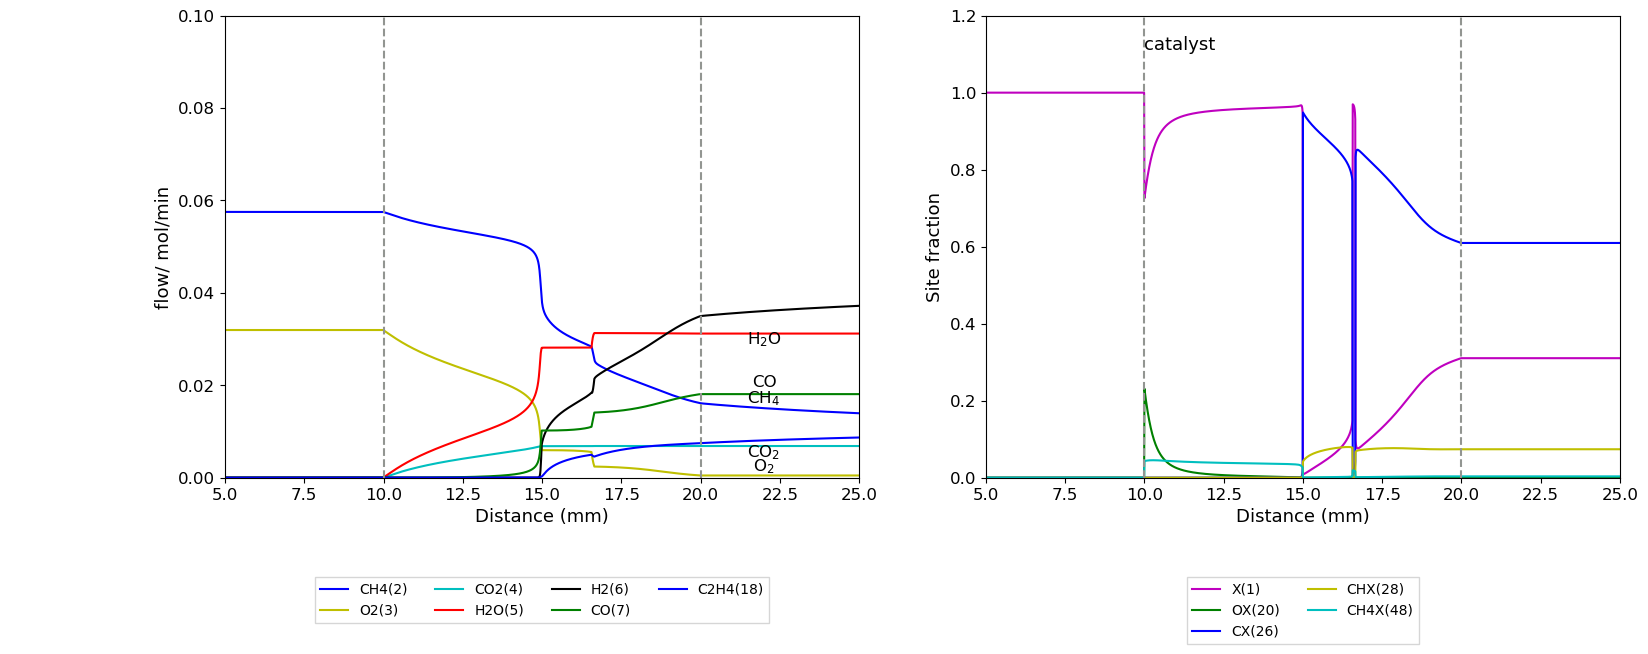 0.10
0.08
0.06
0.04
0.02
0.00
flow/ mol/min
H₂O
CO
CH₄
CO₂
O₂
5.0 7.5 10.0 12.5 15.0 17.5 20.0 22.5 25.0
Distance (mm)
CH4(2) CO2(4) H2(6) C2H4(18)
O2(3) H2O(5) CO(7)
1.2
1.0
0.8
0.6
0.4
0.2
0.0
Site fraction
catalyst
5.0 7.5 10.0 12.5 15.0 17.5 20.0 22.5 25.0
Distance (mm)
X(1) CHX(28)
OX(20) CH4X(48)
CX(26)